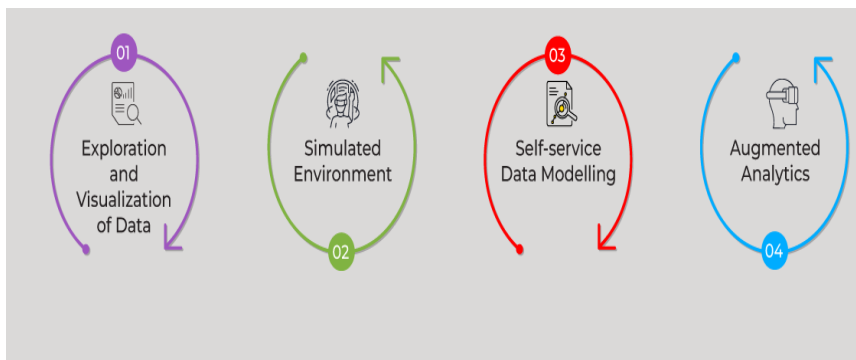 01
Exploration
and
Visualization
of Data
Simulated
Environment
02
03
Self-service
Data Modelling
Augmented
Analytics
04